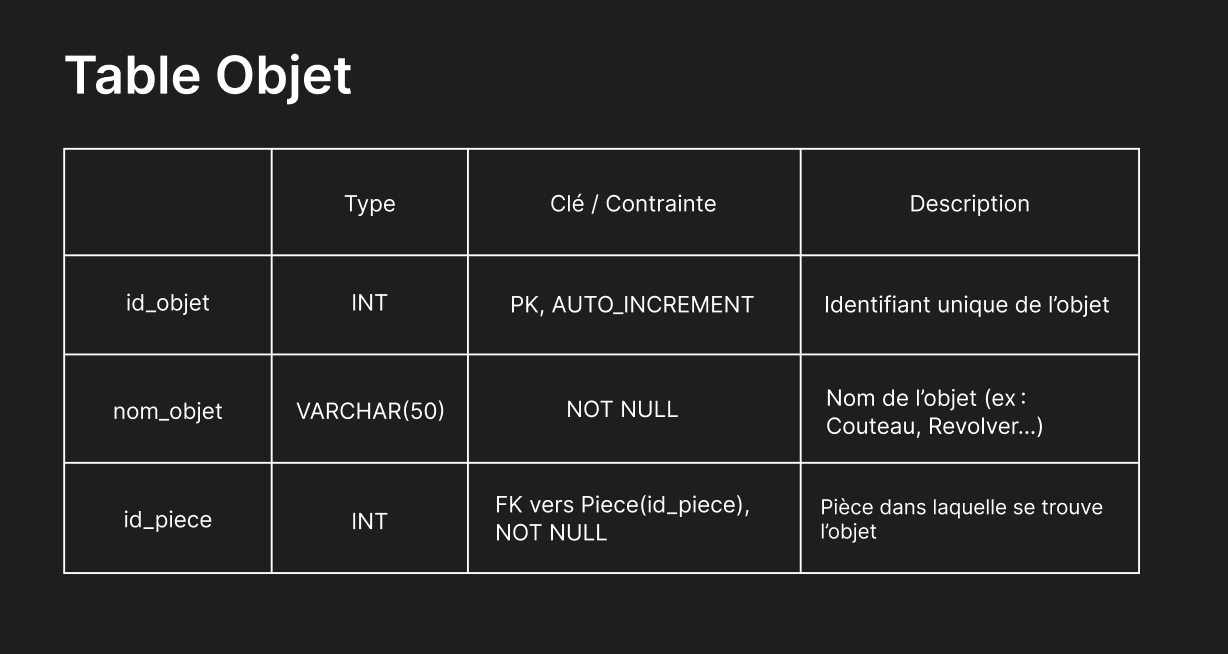 Table Objet
Type
Clé / Contrainte
Description
id_objet
INT
PK, AUTO_INCREMENT
Identifiant unique de l’objet
nom_objet
VARCHAR(50)
NOT NULL
Nom de l’objet (ex :
Couteau, Revolver...)
id_piece
INT
FK vers Piece(id_piece),
NOT NULL
Pièce dans laquelle se trouve
l’objet